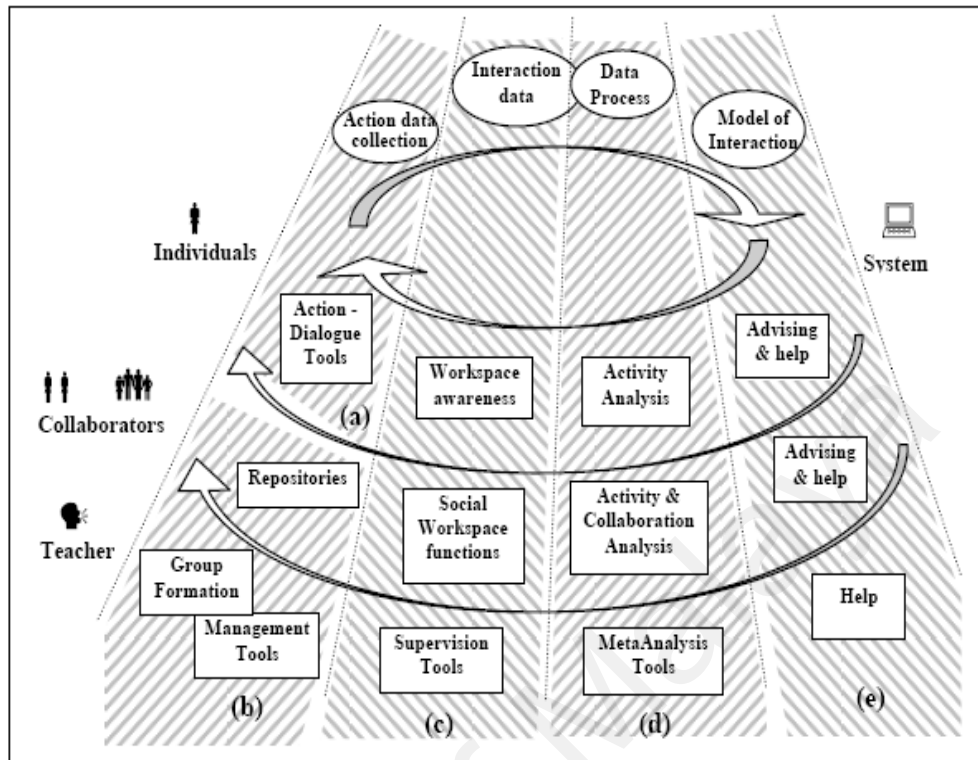 Interaction
data
Data
Process
Action data
collection
Model of
Interaction
Individuals
System
Action -
Dialogue
Tools
Advising
& help
Workspace
awareness
Activity
Analysis
(a)
Collaborators
Advising
& help
Repositories
Social
Workspace
functions
Activity &
Collaboration
Analysis
Teacher
Group
Formation
Help
Management
Tools
Supervision
Tools
MetaAnalysis
Tools
(b)
(c)
(d)
(e)